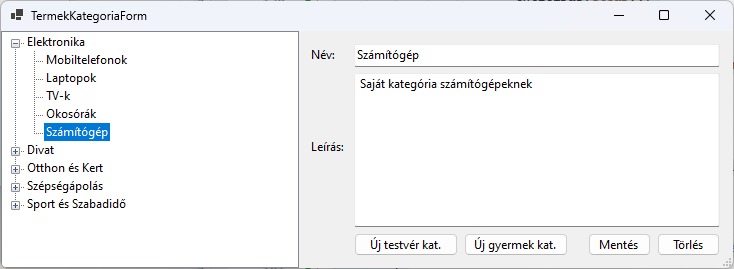 TermekKategoriaForm
Elektronika
Mobiltelefonok
Laptopok
TV-k
Okosórák
Számítógép
Divat
Otthon és Kert
Szépségápolás
Sport és Szabadidő
Név: Számítógép
Saját kategória számítógépeknek
Leírás:
Új testvér kat. Új gyermek kat. Mentés Törlés